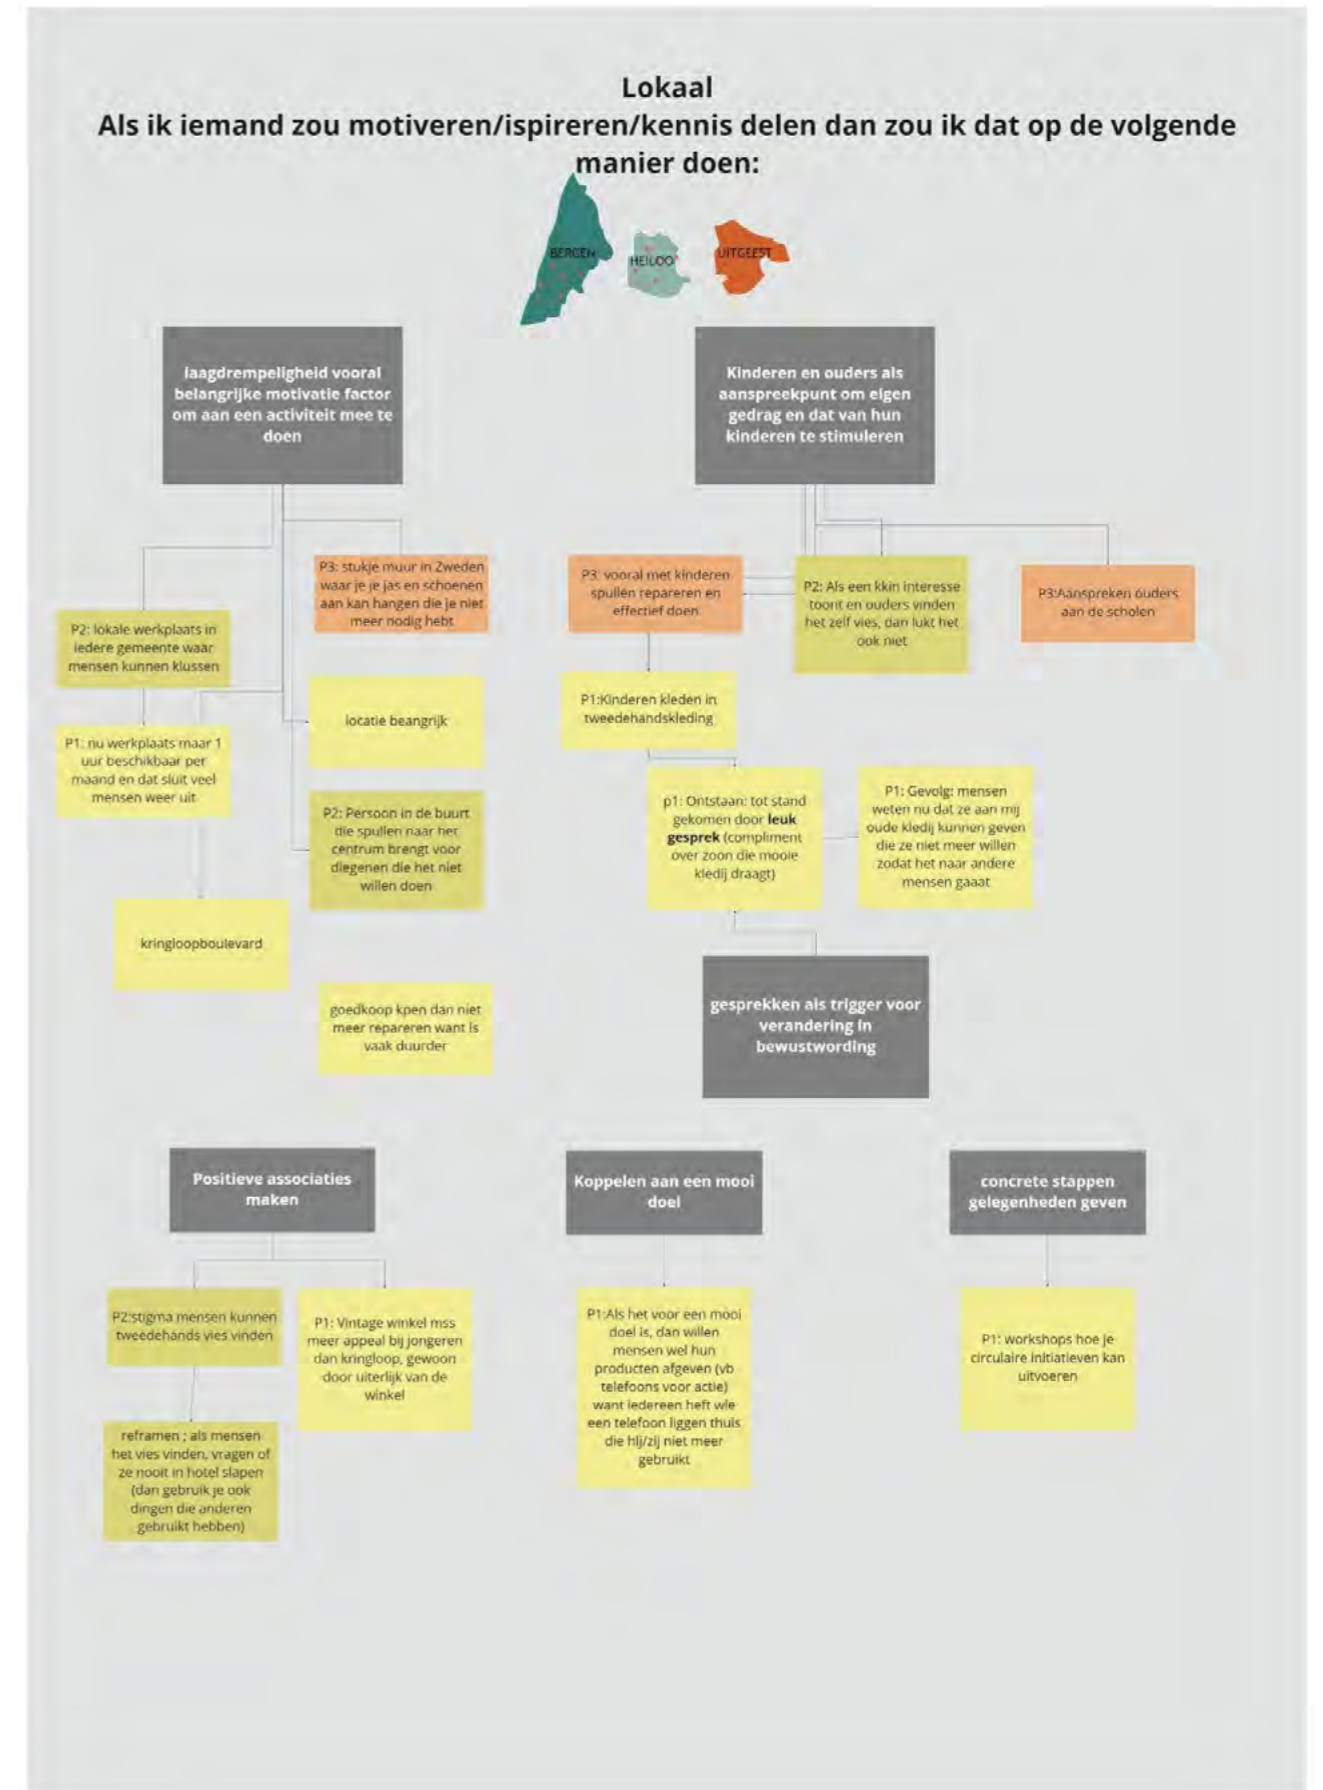 Lokaal
Als ik iemand zou motiveren/ispireren/kennis delen dan zou ik dat op de volgende
manier doen:
BERGEN
HEILOO
UITGEEST
laagdrempeligheid vooral
belangrijke motivatie factor
om aan een activiteit mee te
doen
Kinderen en ouders als
aanspreekpunt om eigen
gedrag en dat van hun
kinderen te stimuleren
P3: stukje muur in Zweden
waar je je jas en schoenen
aan kan hangen die je niet
meer nodig hebt
P3: vooral met kinderen
spullen repareren en
effectief doen
P2: Als een kkin interesse
toont en ouders vinden
het zelf vies, dan lukt het
ook niet
P3:Aanspreken ouders
aan de scholen
P2: lokale werkplaats in
iedere gemeente waar
mensen kunnen klussen
locatie beangrijk
P1:Kinderen kleden in
tweedehandskleding
P1: nu werkplaats maar 1
uur beschikbaar per
maand en dat sluit veel
mensen weer uit
P2: Persoon in de buurt
die spullen naar het
centrum brengt voor
diegenen die het niet
willen doen
p1: Ontstaan: tot stand
gekomen door leuk
gesprek (compliment
over zoon die mooie
kledij draagt)
P1: Gevolg: mensen
weten nu dat ze aan mij
oude kledij kunnen geven
die ze niet meer willen
zodat het naar andere
mensen gaaat
kringloopboulevard
goedkoop kpen dan niet
meer repareren want is
vaak duurder
gesprekken als trigger voor
verandering in
bewustwording
Positieve associaties
maken
Koppelen aan een mooi
doel
concrete stappen
gelegenheden geven
P2:stigma mensen kunnen
tweedehands vies vinden
P1: Vintage winkel mss
meer appeal bij jongeren
dan kringloop, gewoon
door uiterlijk van de
winkel
P1:Als het voor een mooi
doel is, dan willen
mensen wel hun
producten afgeven (vb
telefoons voor actie)
want iedereen heft wle
een telefoon liggen thuis
die hij/zij niet meer
gebruikt
P1: workshops hoe je
circulaire initiatieven kan
uitvoeren
reframen ; als mensen
het vies vinden, vragen of
ze nooit in hotel slapen
(dan gebruik je ook
dingen die anderen
gebruikt hebben)